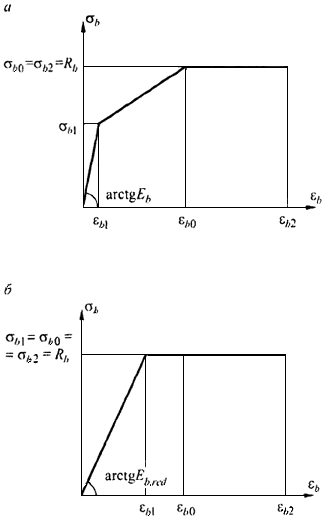 а
σb
σb0=σb2=Rb
σb1
arctgEb
εb1
εb0
εb2
εb
б
σb
σb1=σb0=
=σb2=Rb
arctgEb,red
εb1
εb0
εb2
εb